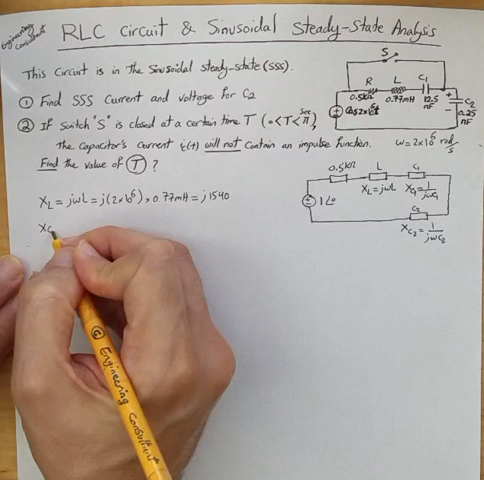 Engineering Consultant
RLC Circuit & Sinusoidal Steady-State Analysis
This Circuit is in the Sinusoidal steady-state (SSS).
① Find SSS Current and voltage for C2
② If Switch "S" is closed at a certain time T (0<T<π sec),
The Capacitor's current ic(t) will not contain an impulse function.
Find the value of T ?
ω=2×10⁶ rad/s
XL = jωL = j(2×10⁶)×0.77mH = j1540
XC
S
R L C1
0.5kΩ 0.77mH 12.5 nF
+ C2
0.25 nF
0.5kΩ L C1
XL=jωL XC1=1/jωC1
1∠0
C2
XC2=1/jωC2
@ Engineering Consultant